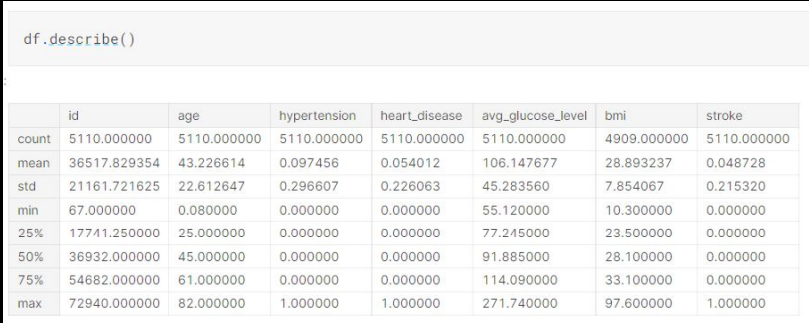 df.describe()
:
id age hypertension heart_disease avg_glucose_level bmi stroke
count 5110.000000 5110.000000 5110.000000 5110.000000 5110.000000 4909.000000 5110.000000
mean 36517.829354 43.226614 0.097456 0.054012 106.147677 28.893237 0.048728
std 21161.721625 22.612647 0.296607 0.226063 45.283560 7.854067 0.215320
min 67.000000 0.080000 0.000000 0.000000 55.120000 10.300000 0.000000
25% 17741.250000 25.000000 0.000000 0.000000 77.245000 23.500000 0.000000
50% 36932.000000 45.000000 0.000000 0.000000 91.885000 28.100000 0.000000
75% 54682.000000 61.000000 0.000000 0.000000 114.090000 33.100000 0.000000
max 72940.000000 82.000000 1.000000 1.000000 271.740000 97.600000 1.000000